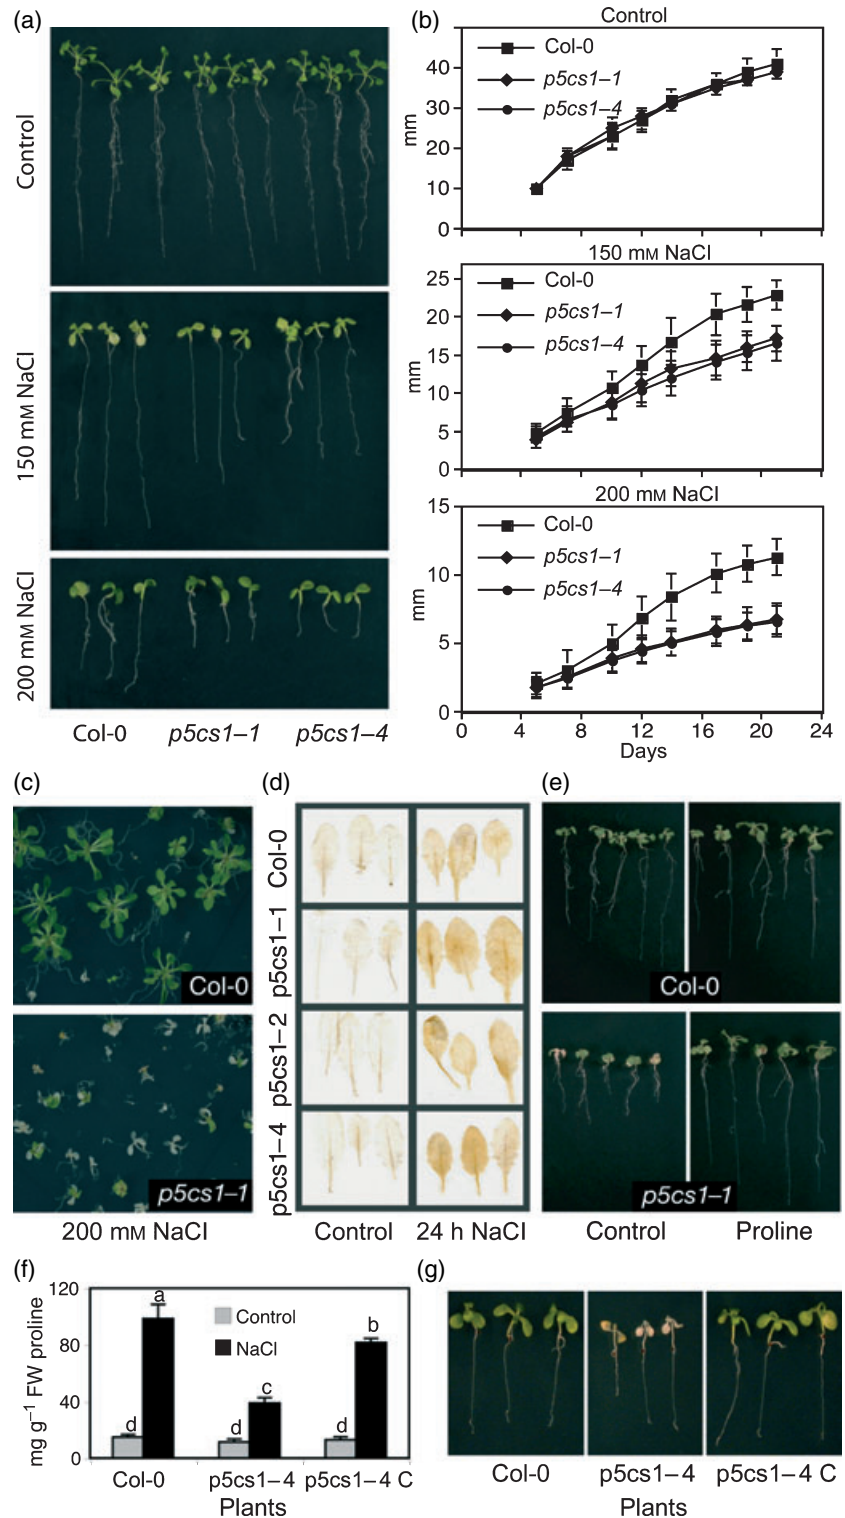 (a)
Control
150 mM NaCl
200 mM NaCl
Col-0 p5cs1–1 p5cs1–4
(b)
Control
Col-0
p5cs1–1
p5cs1–4
mm
40
30
20
10
0
150 mM NaCl
Col-0
p5cs1–1
p5cs1–4
mm
25
20
15
10
5
0
200 mM NaCl
Col-0
p5cs1–1
p5cs1–4
mm
15
10
5
0
0 4 8 12 16 20 24
Days
(c)
Col-0
p5cs1–1
200 mM NaCl
(d)
Col-0
p5cs1–1
p5cs1–2
p5cs1–4
Control 24 h NaCl
(e)
Col-0
p5cs1–1
Control Proline
(f)
mg g⁻¹ FW proline
120
80
40
0
Control
NaCl
a
b
c
d d d
Col-0 p5cs1–4 p5cs1–4 C
Plants
(g)
Col-0 p5cs1–4 p5cs1–4 C
Plants